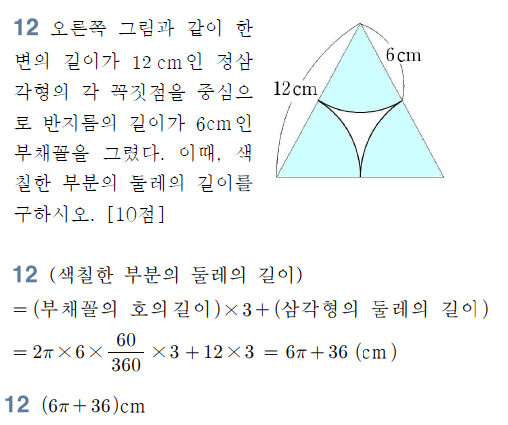 12 오른쪽 그림과 같이 한
변의 길이가 12 cm인 정삼
각형의 각 꼭짓점을 중심으
로 반지름의 길이가 6cm인
부채꼴을 그렸다. 이때, 색
칠한 부분의 둘레의 길이를
구하시오. [10점]
6cm
12cm
12 (색칠한 부분의 둘레의 길이)
=(부채꼴의 호의길이)×3+(삼각형의 둘레의 길이)
=2π×6×60/360×3+12×3 = 6π+36 (cm)
12 (6π+36)cm